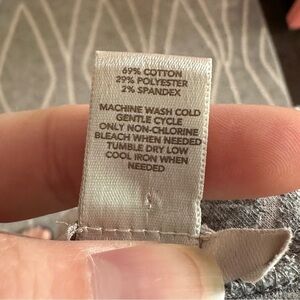 69% COTTON
29% POLYESTER
2% SPANDEX
MACHINE WASH COLD
GENTLE CYCLE
ONLY NON-CHLORINE
BLEACH WHEN NEEDED
TUMBLE DRY LOW
COOL IRON WHEN
NEEDED